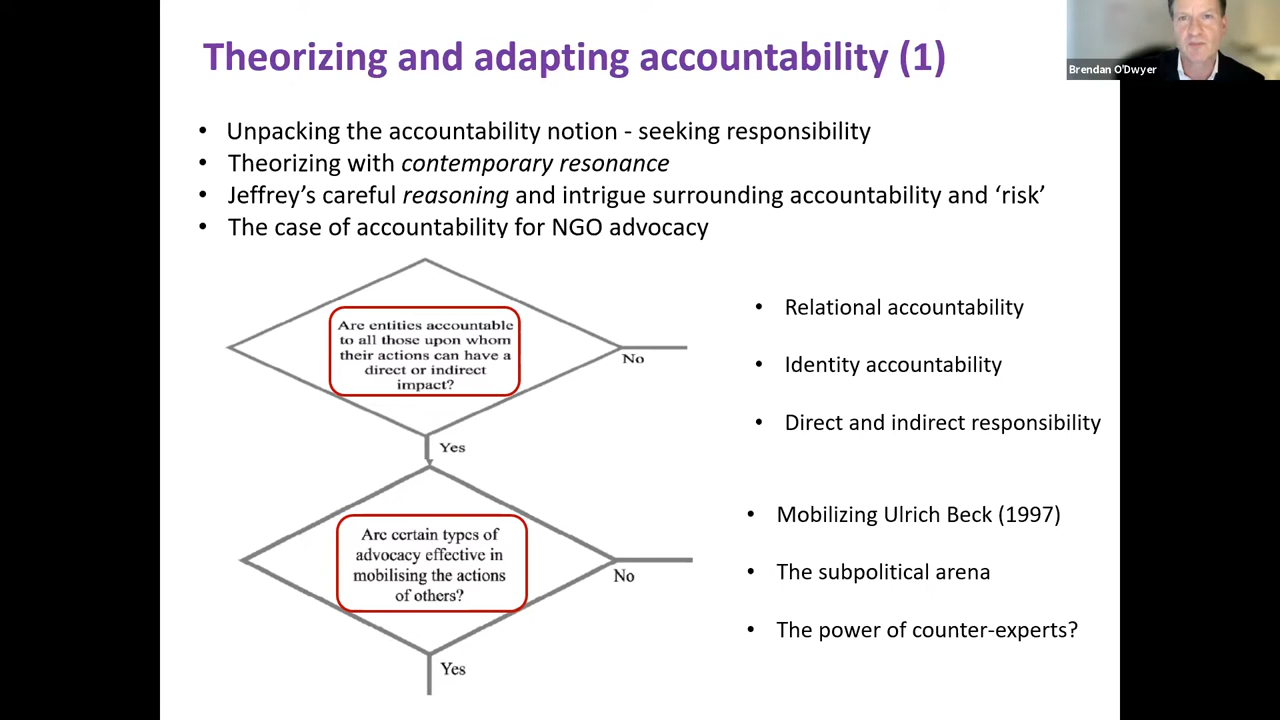 Theorizing and adapting accountability (1)
Brendan O'Dwyer
• Unpacking the accountability notion - seeking responsibility
• Theorizing with contemporary resonance
• Jeffrey’s careful reasoning and intrigue surrounding accountability and ‘risk’
• The case of accountability for NGO advocacy
Are entities accountable
to all those upon whom
their actions can have a
direct or indirect
impact?
No
Yes
Are certain types of
advocacy effective in
mobilising the actions
of others?
No
Yes
• Relational accountability
• Identity accountability
• Direct and indirect responsibility
• Mobilizing Ulrich Beck (1997)
• The subpolitical arena
• The power of counter-experts?